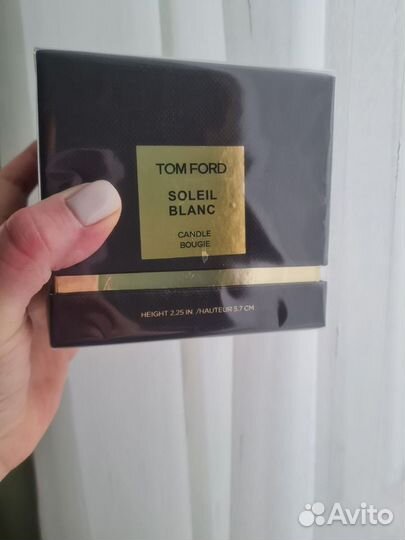 TOM FORD
SOLEIL
BLANC
CANDLE
BOUGIE
HEIGHT 2.25 IN. /HAUTEUR 5.7 CM
Avito